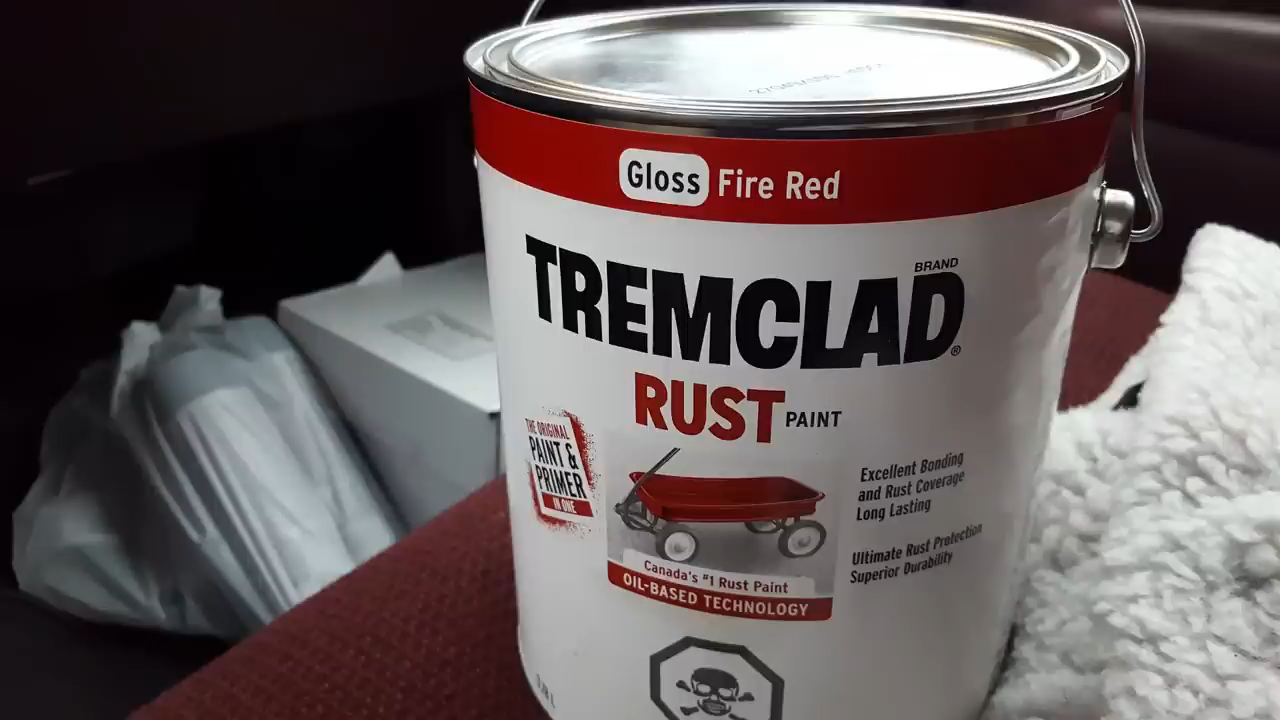 Gloss Fire Red
BRAND
TREMCLAD®
RUST PAINT
THE ORIGINAL
PAINT &
PRIMER
IN ONE
Excellent Bonding
and Rust Coverage
Long Lasting
Ultimate Rust Protection
Superior Durability
Canada's #1 Rust Paint
OIL-BASED TECHNOLOGY